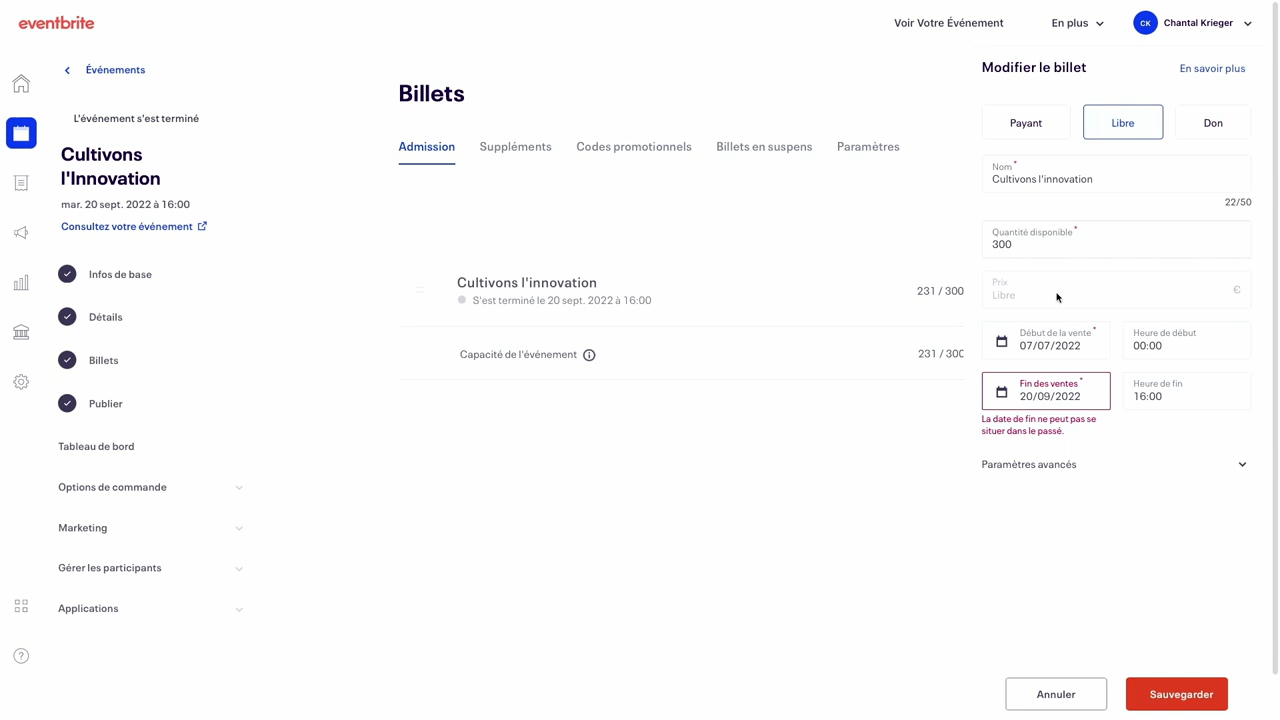 eventbrite
Voir Votre Événement
En plus
CK
Chantal Krieger
Événements
L'événement s'est terminé
Cultivons
l'Innovation
mar. 20 sept. 2022 à 16:00
Consultez votre événement
Infos de base
Détails
Billets
Publier
Tableau de bord
Options de commande
Marketing
Gérer les participants
Applications
?
Billets
Admission
Suppléments
Codes promotionnels
Billets en suspens
Paramètres
Cultivons l'innovation
231 / 300
S'est terminé le 20 sept. 2022 à 16:00
Capacité de l'événement
231 / 300
Modifier le billet
En savoir plus
Payant
Libre
Don
Nom*
Cultivons l'innovation
22/50
Quantité disponible*
300
Prix
Libre
€
Début de la vente*
07/07/2022
Heure de début
00:00
Fin des ventes*
20/09/2022
Heure de fin
16:00
La date de fin ne peut pas se
situer dans le passé.
Paramètres avancés
Annuler
Sauvegarder